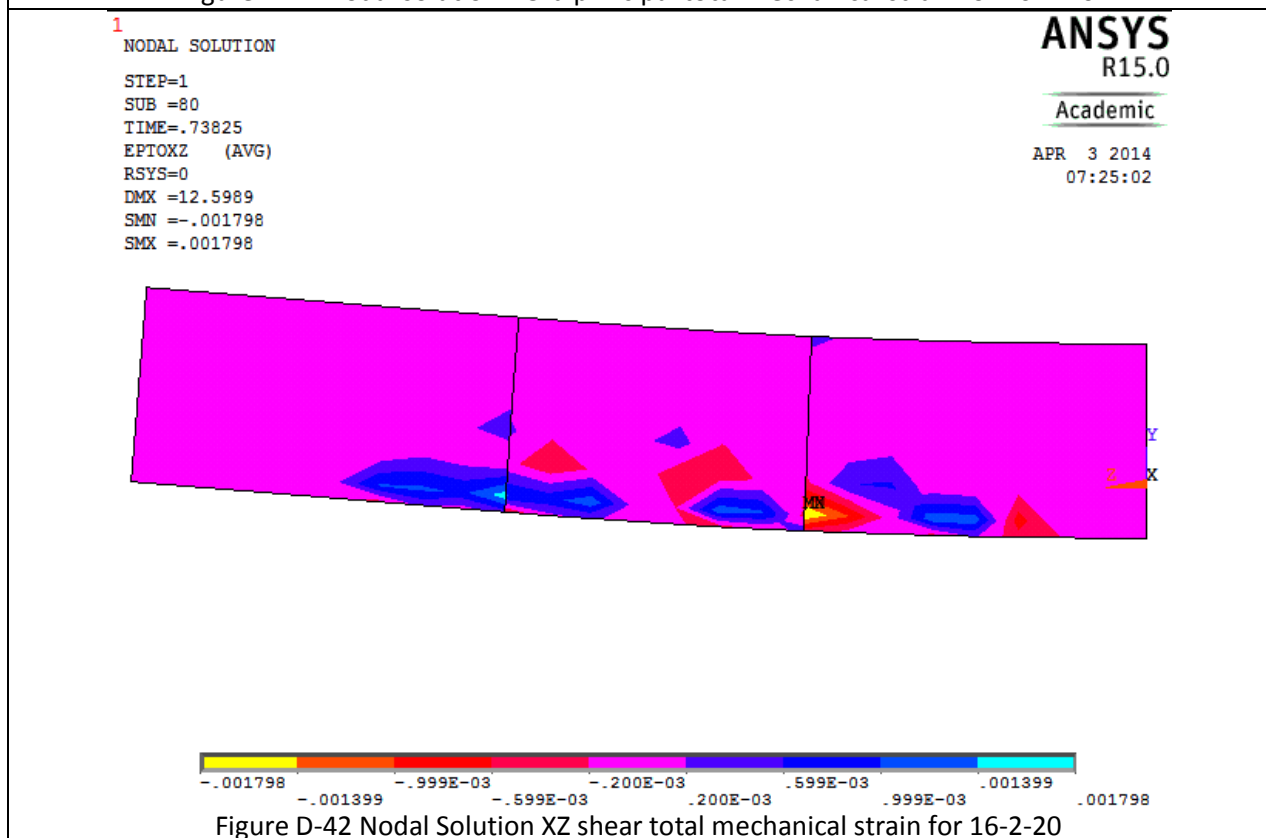 1
NODAL SOLUTION
STEP=1
SUB =80
TIME=.73825
EPTOXZ (AVG)
RSYS=0
DMX =12.5989
SMN =-.001798
SMX =.001798
ANSYS
R15.0
Academic
APR 3 2014
07:25:02
Y
Z X
MN
-.001798 -.999E-03 -.200E-03 .599E-03 .001399
-.001399 -.599E-03 .200E-03 .999E-03 .001798
Figure D-42 Nodal Solution XZ shear total mechanical strain for 16-2-20